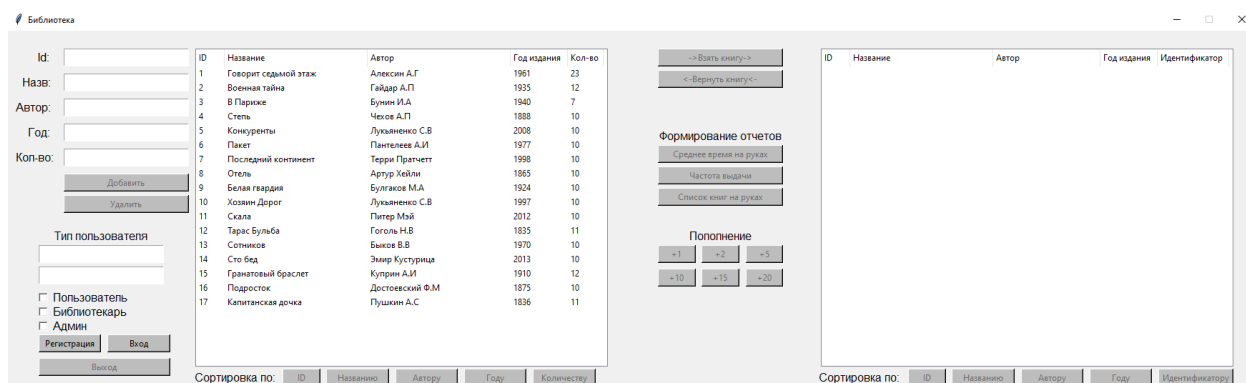 Библиотека
Id:
Назв:
Автор:
Год:
Кол-во:
Добавить
Удалить
Тип пользователя
Пользователь
Библиотекарь
Админ
Регистрация Вход
Выход
ID Название Автор Год издания Кол-во
1 Говорит седьмой этаж Алексин А.Г 1961 23
2 Военная тайна Гайдар А.П 1935 12
3 В Париже Бунин И.А 1940 7
4 Степь Чехов А.П 1888 10
5 Конкуренты Лукьяненко С.В 2008 10
6 Пакет Пантелеев А.И 1977 10
7 Последний континент Терри Пратчетт 1998 10
8 Отель Артур Хейли 1865 10
9 Белая гвардия Булгаков М.А 1924 10
10 Хозяин Дорог Лукьяненко С.В 1997 10
11 Скала Питер Мэй 2012 10
12 Тарас Бульба Гоголь Н.В 1835 11
13 Сотников Быков В.В 1970 10
14 Сто бед Эмир Кустурица 2013 10
15 Гранатовый браслет Куприн А.И 1910 12
16 Подросток Достоевский Ф.М 1875 10
17 Капитанская дочка Пушкин А.С 1836 11
Сортировка по: ID Названию Автору Году Количеству
->Взять книгу->
<-Вернуть книгу<-
Формирование отчетов
Среднее время на руках
Частота выдачи
Список книг на руках
Пополнение
+1 +2 +5
+10 +15 +20
ID Название Автор Год издания Идентификатор
Сортировка по: ID Названию Автору Году Идентификатору